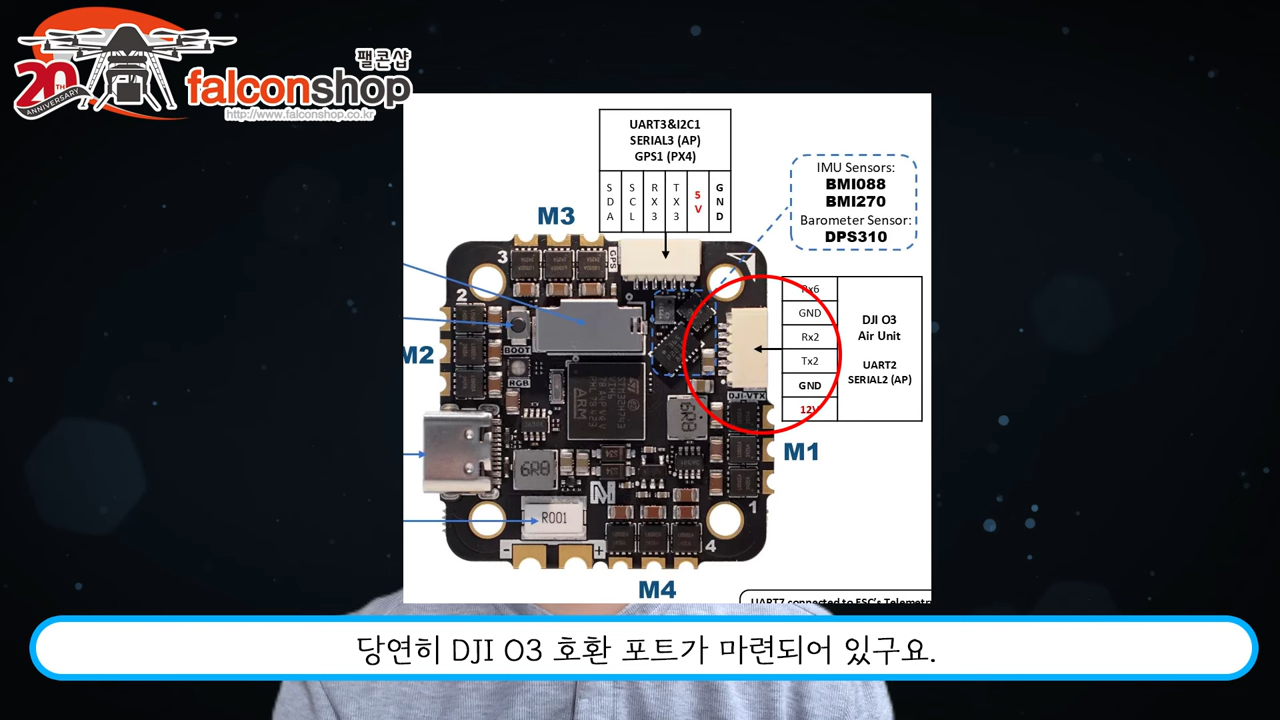 팰콘샵
20TH
ANNIVERSARY
falconshop
http://www.falconshop.co.kr
UART3&I2C1
SERIAL3 (AP)
GPS1 (PX4)
SDA SCL RX3 TX3 5V GND
IMU Sensors:
BMI088
BMI270
Barometer Sensor:
DPS310
M3
3
GPS
Rx6
GND
Rx2
Tx2
GND
12V
DJI O3
Air Unit
UART2
SERIAL2 (AP)
2
M2
BOOT
RGB
ARM
6R8
DJI VTX
M1
534
534
6R8
1
R001
-
+
4
M4
UART7 connected to ESC's Telemetr
당연히 DJI O3 호환 포트가 마련되어 있구요.